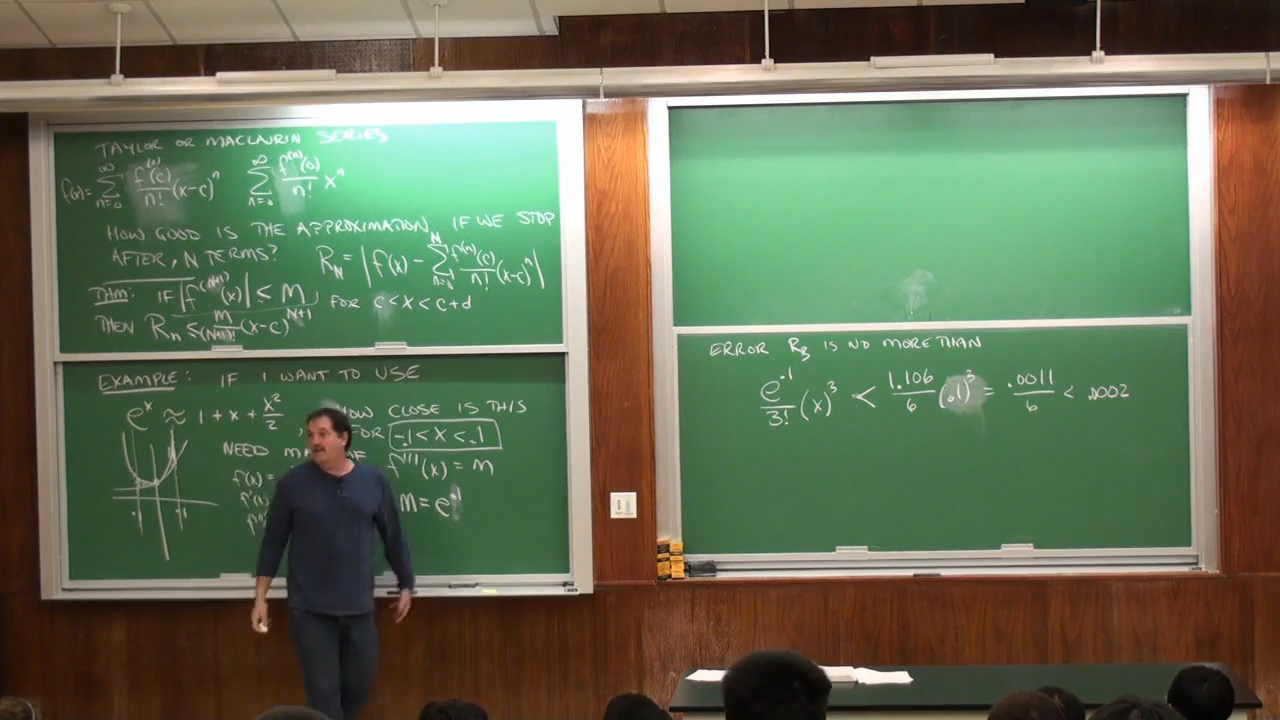 TAYLOR OR MACLAURIN SERIES
f(x) = ∑_{n=0}^{∞} f^{(n)}(c)/n! (x-c)^n   ∑_{n=0}^{∞} f^{(n)}(0)/n! x^n
HOW GOOD IS THE APPROXIMATION IF WE STOP
AFTER N TERMS? R_N = |f(x) - ∑_{n=0}^{N} f^{(n)}(c)/n! (x-c)^n|
THM: IF |f^{(N+1)}(x)| ≤ M FOR c < x < c+d
THEN R_n ≤ M/(N+1)! (x-c)^{N+1}
EXAMPLE: IF I WANT TO USE
e^x ≈ 1 + x + x²/2 HOW CLOSE IS THIS
FOR -.1 < x < .1
NEED OF f'''(x) = M
f'(x) =
f''(x)
M = e^{.1}
ERROR R_3 IS NO MORE THAN
e^{.1}/3! (x)^3 < 1.106/6 (.1)^3 = .0011/6 < .0002